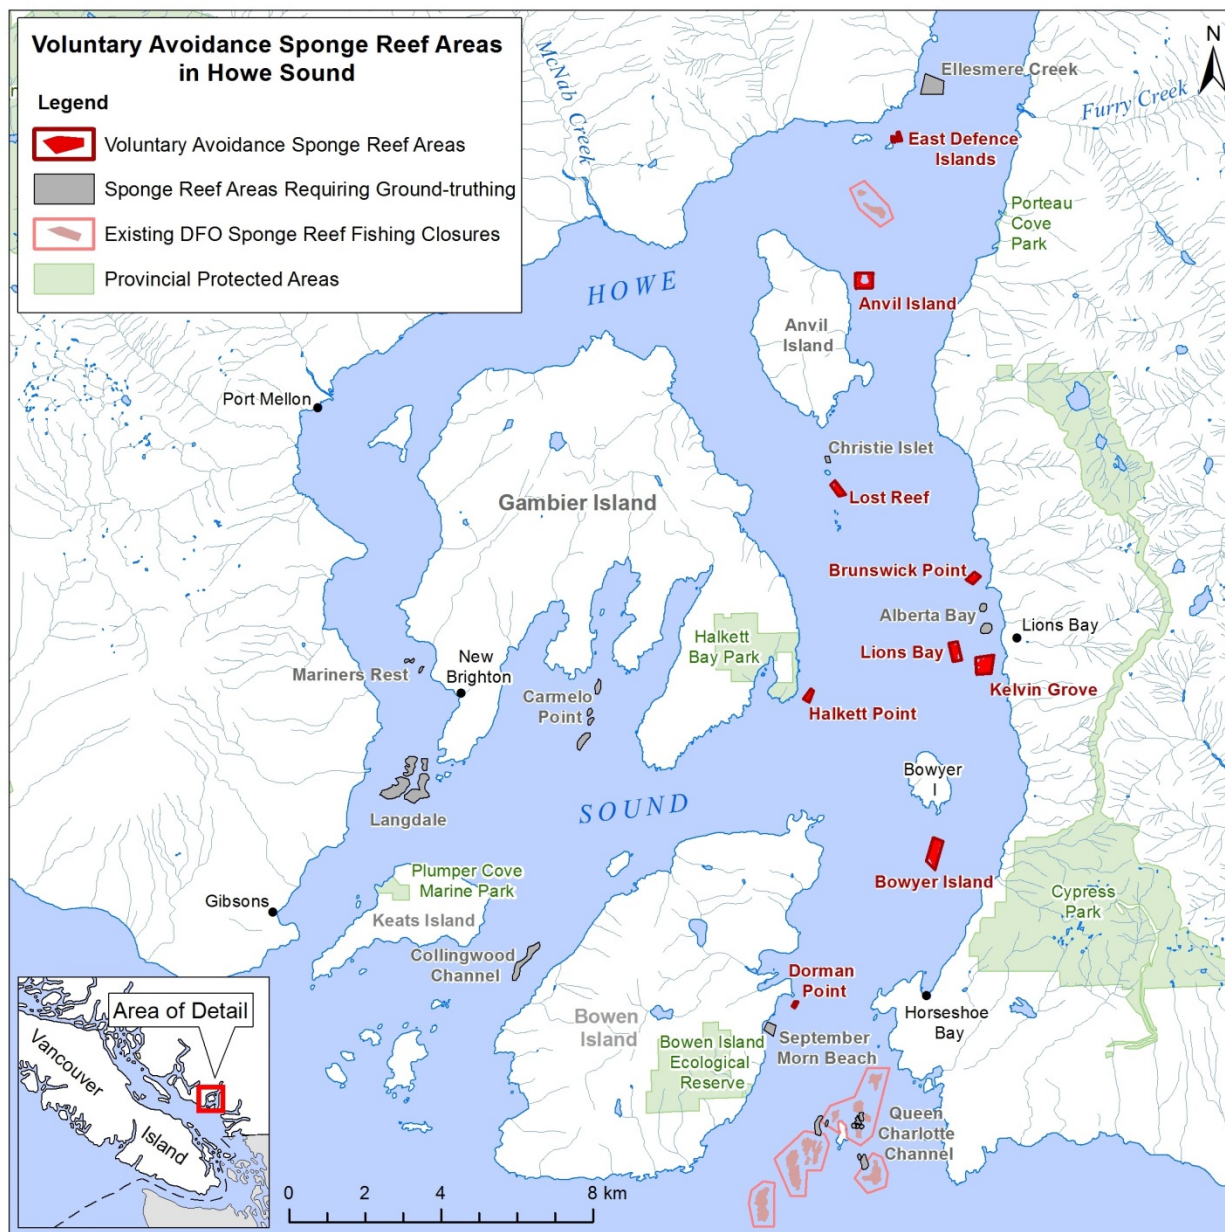 Voluntary Avoidance Sponge Reef Areas
in Howe Sound
Legend
Voluntary Avoidance Sponge Reef Areas
Sponge Reef Areas Requiring Ground-truthing
Existing DFO Sponge Reef Fishing Closures
Provincial Protected Areas
McNab Creek
Ellesmere Creek
N
Furry Creek
East Defence
Islands
Porteau
Cove
Park
HOWE
Anvil Island
Anvil
Island
Port Mellon
Christie Islet
Gambier Island
Lost Reef
Brunswick Point
Alberta Bay
Lions Bay
Halkett
Bay Park
Lions Bay
Mariners Rest
New
Brighton
Carmelo
Point
Kelvin Grove
Halkett Point
Bowyer
I
SOUND
Langdale
Plumper Cove
Marine Park
Bowyer Island
Cypress
Park
Gibsons
Keats Island
Collingwood
Channel
Dorman
Point
Area of Detail
Horseshoe
Bay
Bowen
Island
Bowen Island
Ecological
Reserve
September
Morn Beach
Vancouver
Island
Queen
Charlotte
Channel
0 2 4 8 km